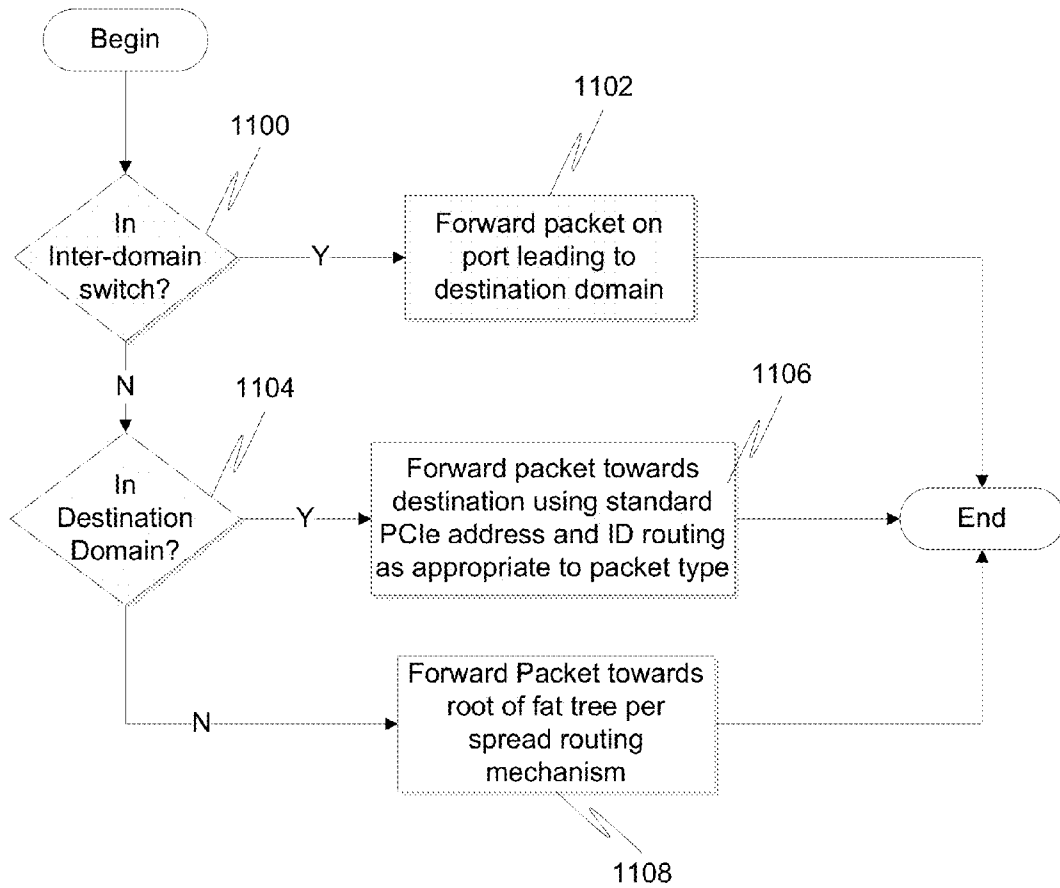 Begin
1100
1102
In
Inter-domain
switch?
Y
Forward packet on
port leading to
destination domain
N
1104
1106
In
Destination
Domain?
Y
Forward packet towards
destination using standard
PCIe address and ID routing
as appropriate to packet type
End
N
Forward Packet towards
root of fat tree per
spread routing
mechanism
1108